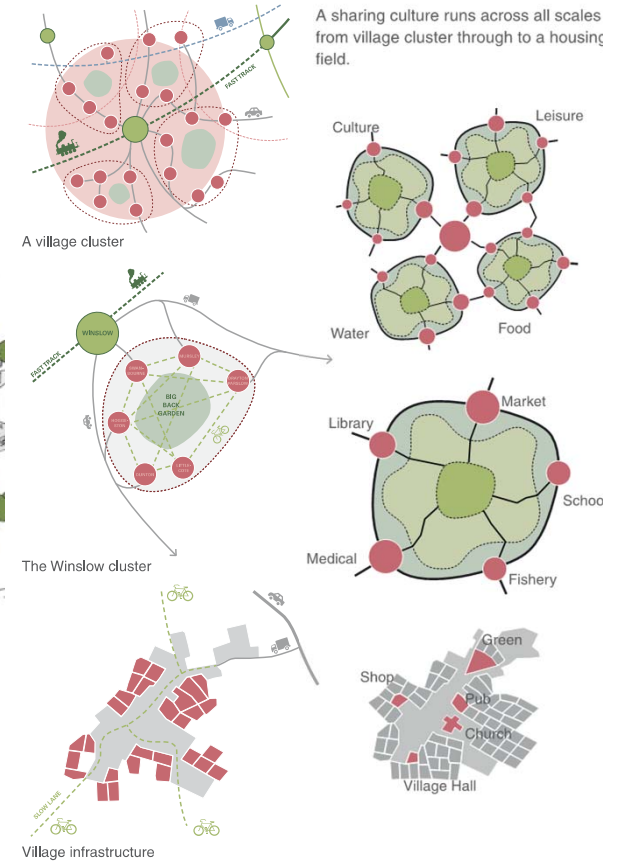 A sharing culture runs across all scales
from village cluster through to a housing
field.
FAST TRACK
A village cluster
Culture
Leisure
Water
Food
WINSLOW
FAST TRACK
BIG
BACK
GARDEN
The Winslow cluster
Market
Library
Schoo
Medical
Fishery
SLOW LANE
Village infrastructure
Green
Shop
Pub
Church
Village Hall